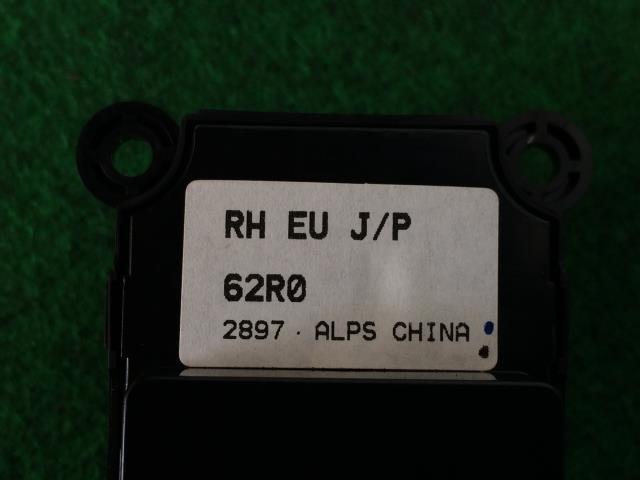 RH EU J/P
62R0
2897 · ALPS CHINA